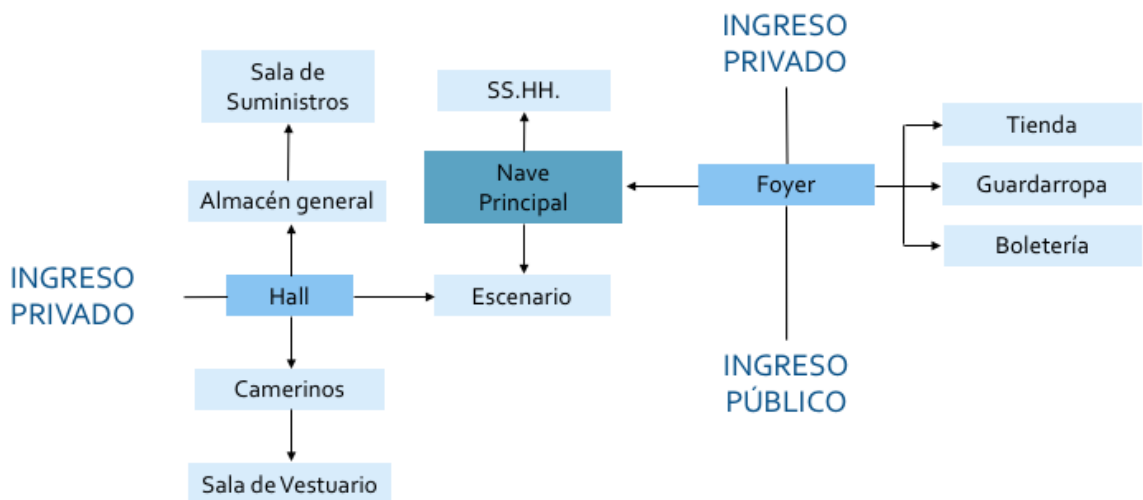 INGRESO
PRIVADO
Sala de
Suministros
SS.HH.
Tienda
Nave
Principal
Foyer
Guardarropa
Almacén general
Boletería
INGRESO
PRIVADO
Hall
Escenario
INGRESO
PÚBLICO
Camerinos
Sala de Vestuario